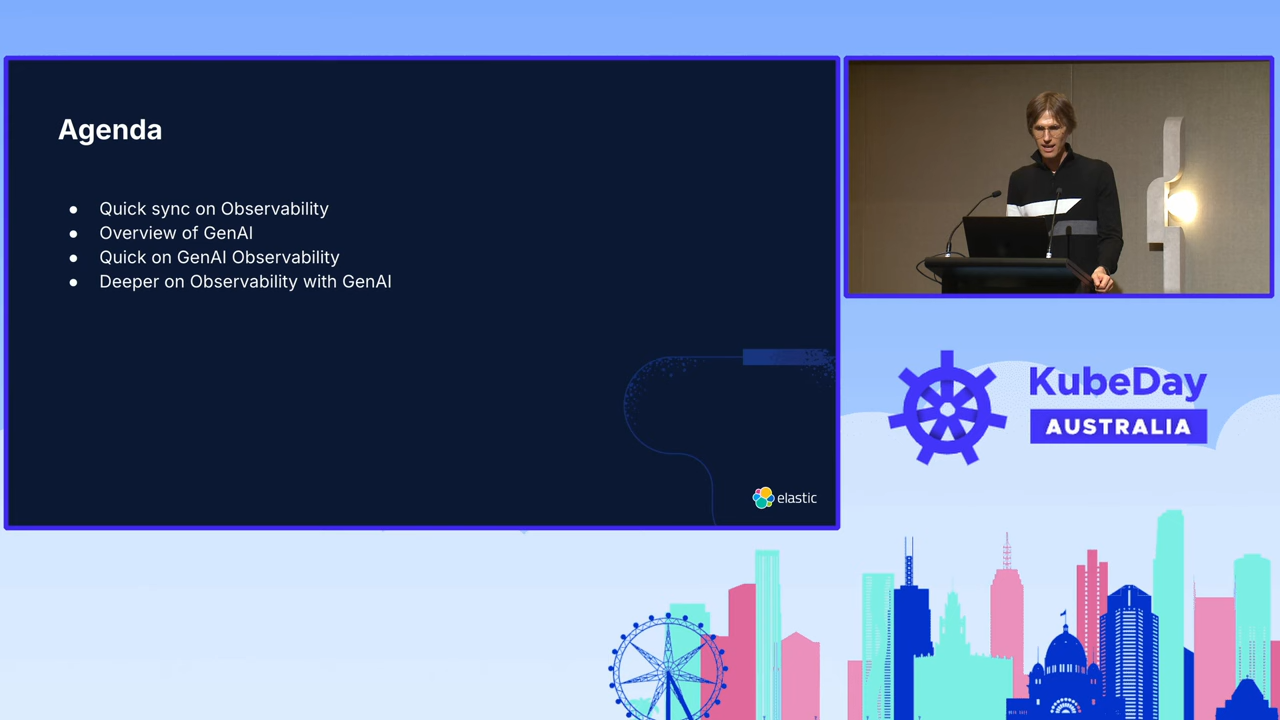 Agenda
● Quick sync on Observability
● Overview of GenAI
● Quick on GenAI Observability
● Deeper on Observability with GenAI
elastic
KubeDay
AUSTRALIA